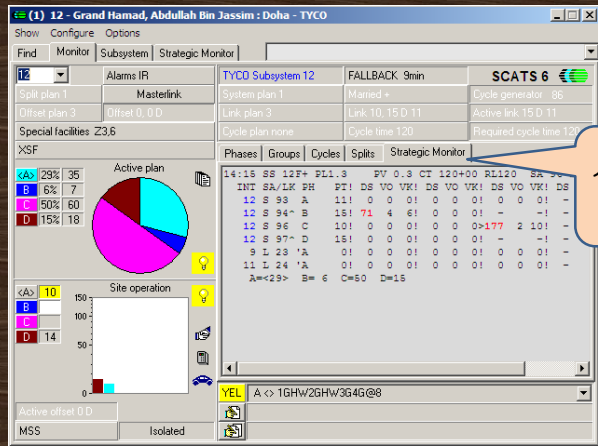 (1) 12 - Grand Hamad, Abdullah Bin Jassim : Doha - TYCO
Show Configure Options
Find Monitor Subsystem Strategic Monitor
12 Alarms IR
Split plan 1 Masterlink
Offset plan 3 Offset 0, 0 D
Special facilities Z3,6
XSF
Active plan
<A> 29% 35
B 6% 7
C 50% 60
D 15% 18
Site operation
<A> 10
B
C
D 14
150
100
50
0
Active offset 0 D
MSS Isolated
TYCO Subsystem 12 FALLBACK 9min SCATS 6
System plan 1 Married + Cycle generator 86
Link plan 3 Link 10, 15 D 11 Active link 15 D 11
Cycle plan none Cycle time 120 Required cycle time 120
Phases Groups Cycles Splits Strategic Monitor
14:15 SS 12F+ PL1.3 PV 0.3 CT 120+00 RL120 SA
INT SA/LK PH PT! DS VO VK! DS VO VK! DS VO VK! DS
12 S 93 A 11! 0 0 0! 0 0 0! 0 0 0! -
12 S 94^ B 15! 71 4 6! 0 0 0! - -! -
12 S 96 C 10! 0 0 0! 0 0 0>177 2 10! -
12 S 97^ D 15! 0 0 0! 0 0 0! - -! -
9 L 23 'A 0! 0 0 0! 0 0 0! 0 0 0! -
11 L 24 'A 0! 0 0 0! 0 0 0! 0 0 0! -
A=<29> B= 6 C=50 D=15
YEL A <> 1GHW2GHW3G4G@8